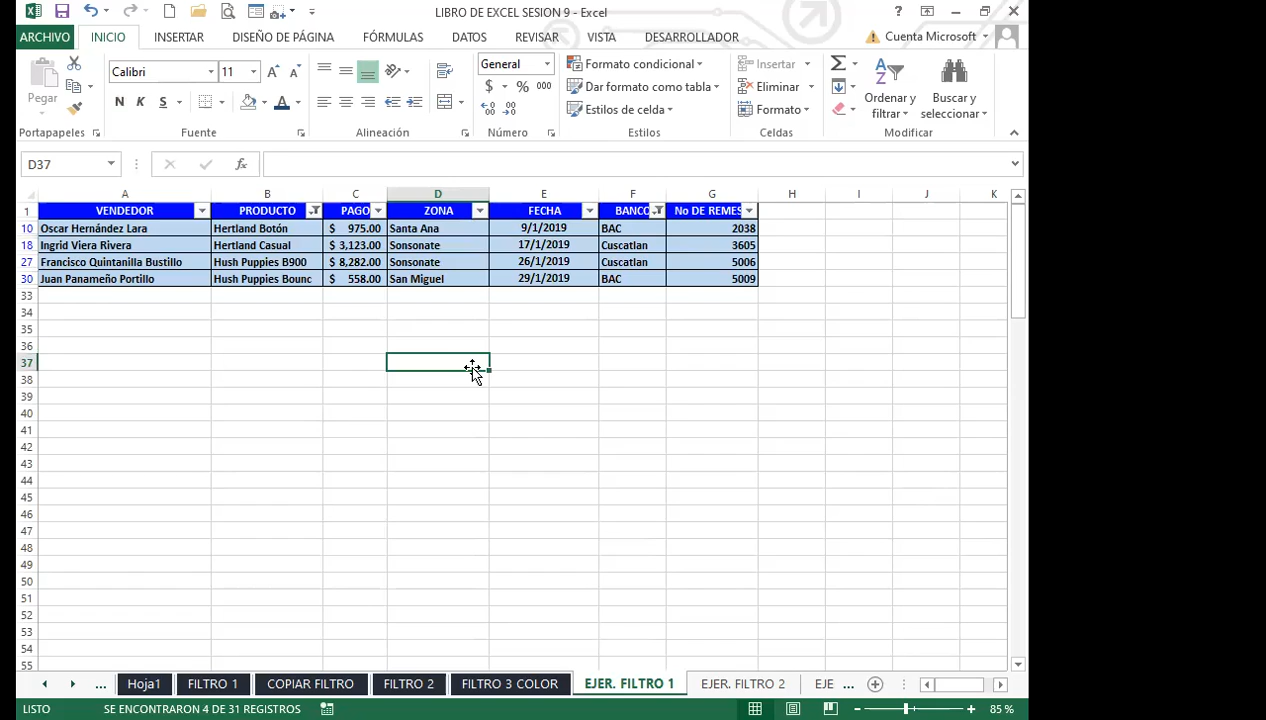 LIBRO DE EXCEL SESION 9 - Excel
?
ARCHIVO INICIO INSERTAR DISEÑO DE PÁGINA FÓRMULAS DATOS REVISAR VISTA DESARROLLADOR Cuenta Microsoft
Pegar
Calibri 11
N K S
General
$ % 000
Formato condicional
Dar formato como tabla
Estilos de celda
Insertar
Eliminar
Formato
Ordenar y filtrar
Buscar y seleccionar
Portapapeles Fuente Alineación Número Estilos Celdas Modificar
D37 fx
A B C D E F G H I J K
1 VENDEDOR PRODUCTO PAGO ZONA FECHA BANCO No DE REMES
10 Oscar Hernández Lara Hertland Botón $ 975.00 Santa Ana 9/1/2019 BAC 2038
18 Ingrid Viera Rivera Hertland Casual $ 3,123.00 Sonsonate 17/1/2019 Cuscatlan 3605
27 Francisco Quintanilla Bustillo Hush Puppies B900 $ 8,282.00 Sonsonate 26/1/2019 Cuscatlan 5006
30 Juan Panameño Portillo Hush Puppies Bounc $ 558.00 San Miguel 29/1/2019 BAC 5009
33
34
35
36
37
38
39
40
41
42
43
44
45
46
47
48
49
50
51
52
53
54
55
... Hoja1 FILTRO 1 COPIAR FILTRO FILTRO 2 FILTRO 3 COLOR EJER. FILTRO 1 EJER. FILTRO 2 EJE ...
LISTO SE ENCONTRARON 4 DE 31 REGISTROS 85 %